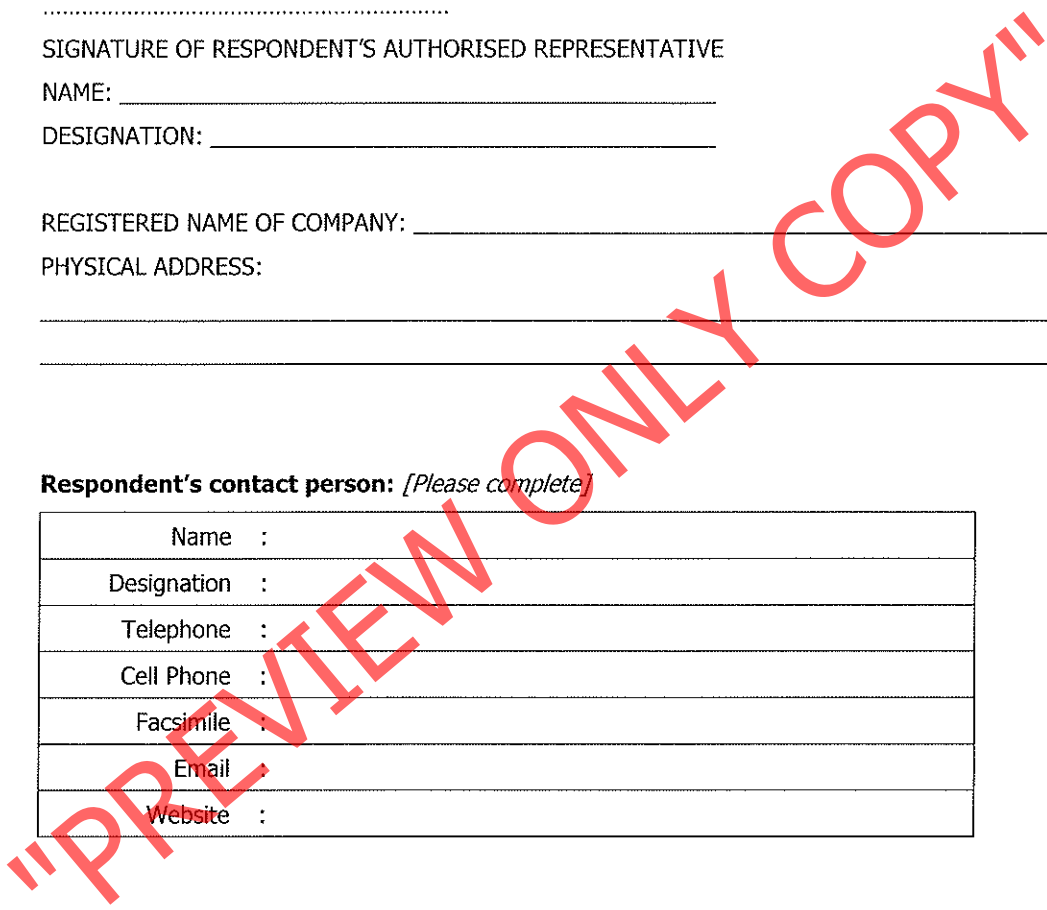 SIGNATURE OF RESPONDENT'S AUTHORISED REPRESENTATIVE
NAME:
DESIGNATION:
REGISTERED NAME OF COMPANY:
PHYSICAL ADDRESS:
Respondent's contact person: [Please complete]
Name :
Designation :
Telephone :
Cell Phone :
Facsimile :
Email :
Website :
"PREVIEW ONLY COPY"